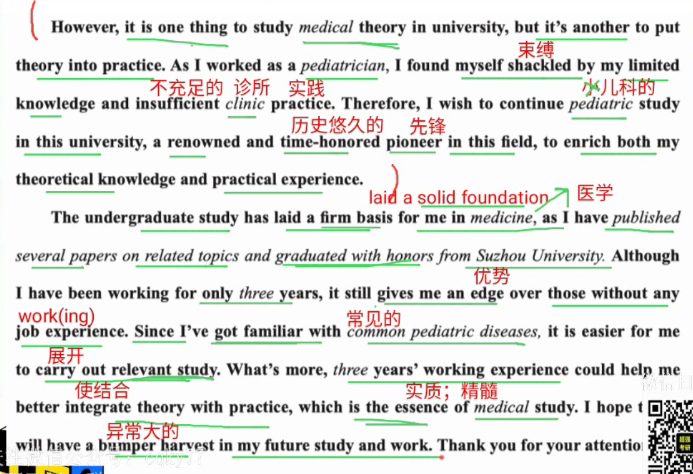 However, it is one thing to study medical theory in university, but it's another to put
束缚
theory into practice. As I worked as a pediatrician, I found myself shackled by my limited
不充足的 诊所 实践 小儿科的
knowledge and insufficient clinic practice. Therefore, I wish to continue pediatric study
历史悠久的 先锋
in this university, a renowned and time-honored pioneer in this field, to enrich both my
theoretical knowledge and practical experience.
laid a solid foundation 医学
The undergraduate study has laid a firm basis for me in medicine, as I have published
several papers on related topics and graduated with honors from Suzhou University. Although
优势
I have been working for only three years, it still gives me an edge over those without any
work(ing) 常见的
job experience. Since I've got familiar with common pediatric diseases, it is easier for me
展开
to carry out relevant study. What's more, three years' working experience could help me
使结合 实质；精髓
better integrate theory with practice, which is the essence of medical study. I hope
异常大的
will have a bumper harvest in my future study and work. Thank you for your